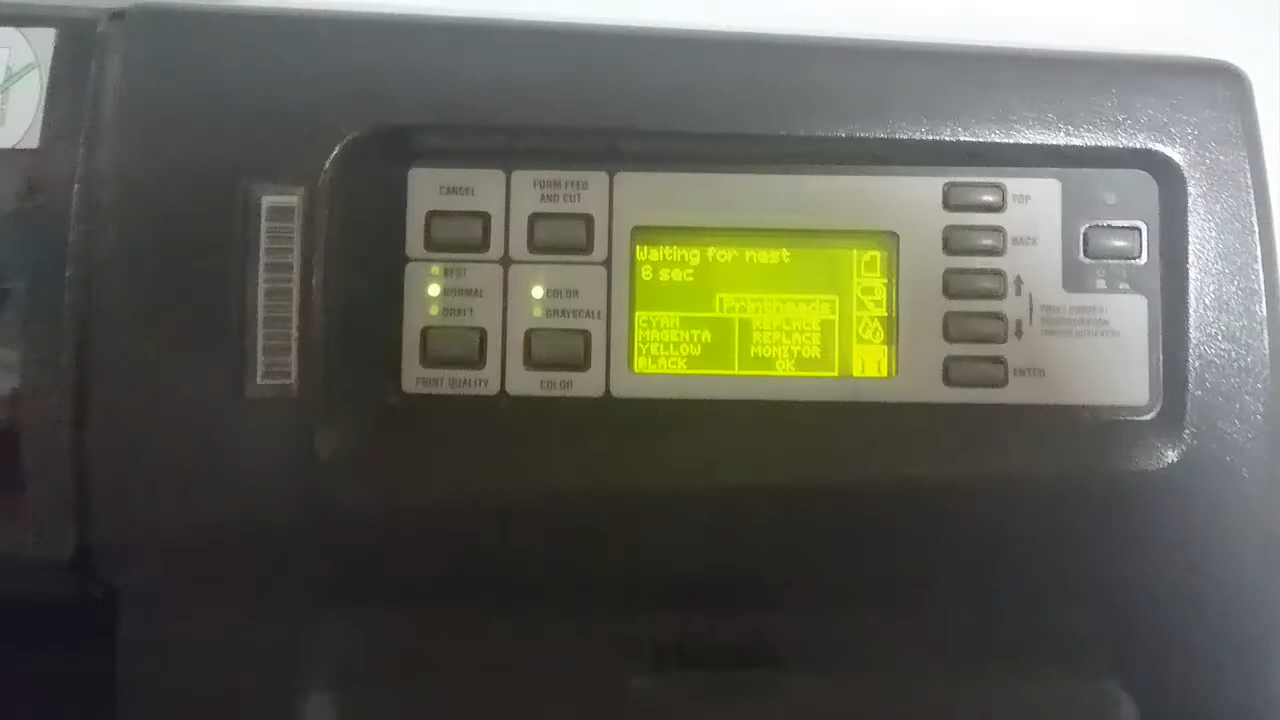 CANCEL
FORM FEED
AND CUT
BEST
NORMAL
DRAFT
PRINT QUALITY
COLOR
GRAYSCALE
COLOR
Waiting for nest
6 sec
Printheads
CYAN REPLACE
MAGENTA REPLACE
YELLOW MONITOR
BLACK OK
TOP
BACK
ENTER